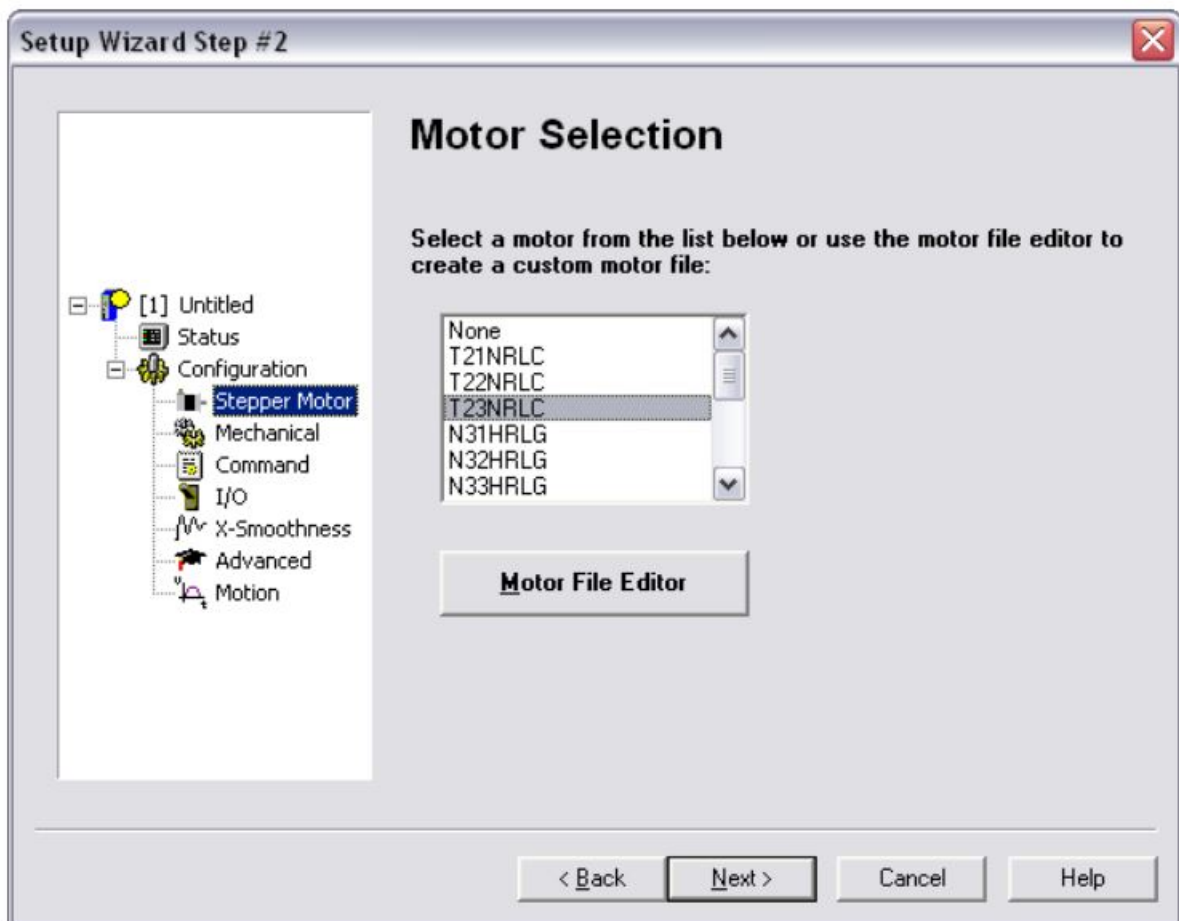 Setup Wizard Step #2
Motor Selection
Select a motor from the list below or use the motor file editor to
create a custom motor file:
[1] Untitled
Status
Configuration
Stepper Motor
Mechanical
Command
I/O
X-Smoothness
Advanced
Motion
None
T21NRLC
T22NRLC
T23NRLC
N31HRLG
N32HRLG
N33HRLG
Motor File Editor
< Back
Next >
Cancel
Help